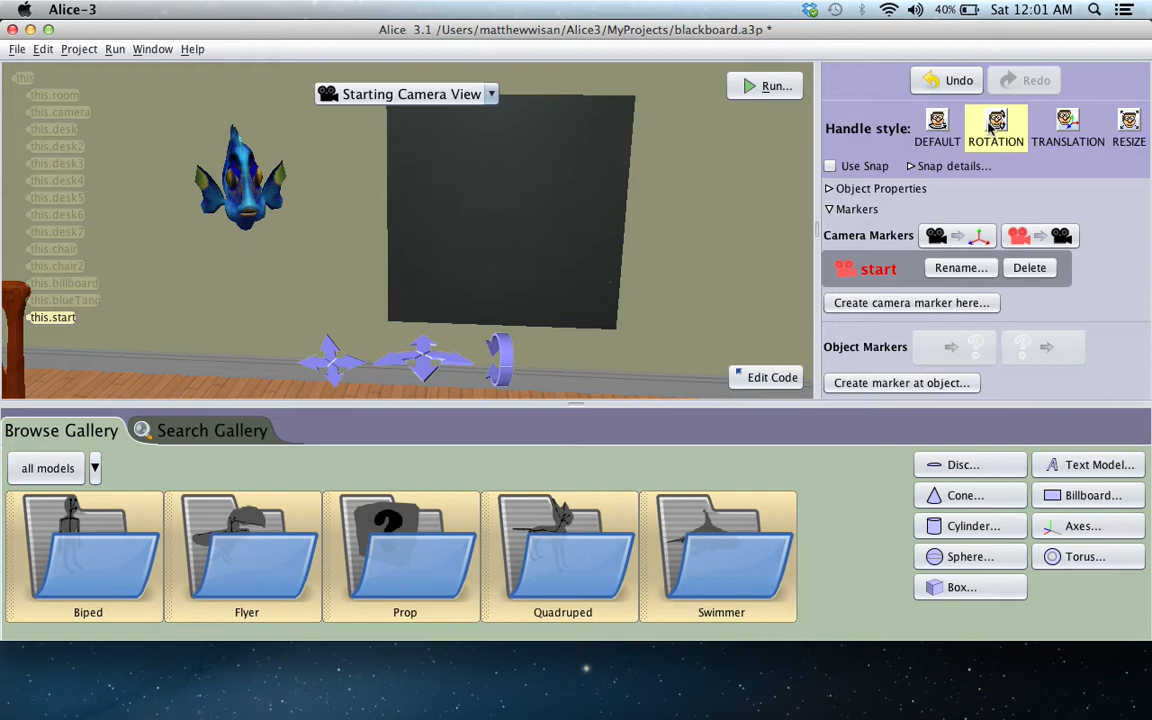 Alice-3
40%
Sat 12:01 AM
Alice 3.1 /Users/matthewwisan/Alice3/MyProjects/blackboard.a3p *
File Edit Project Run Window Help
this
this.room
this.camera
this.desk
this.desk2
this.desk3
this.desk4
this.desk5
this.desk6
this.desk7
this.chair
this.chair2
this.billboard
this.blueTang
this.start
Starting Camera View
Run...
Edit Code
Undo
Redo
Handle style:
DEFAULT
ROTATION
TRANSLATION
RESIZE
Use Snap
Snap details...
Object Properties
Markers
Camera Markers
start
Rename...
Delete
Create camera marker here...
Object Markers
Create marker at object...
Browse Gallery
Search Gallery
all models
Biped
Flyer
Prop
Quadruped
Swimmer
Disc...
Text Model...
Cone...
Billboard...
Cylinder...
Axes...
Sphere...
Torus...
Box...